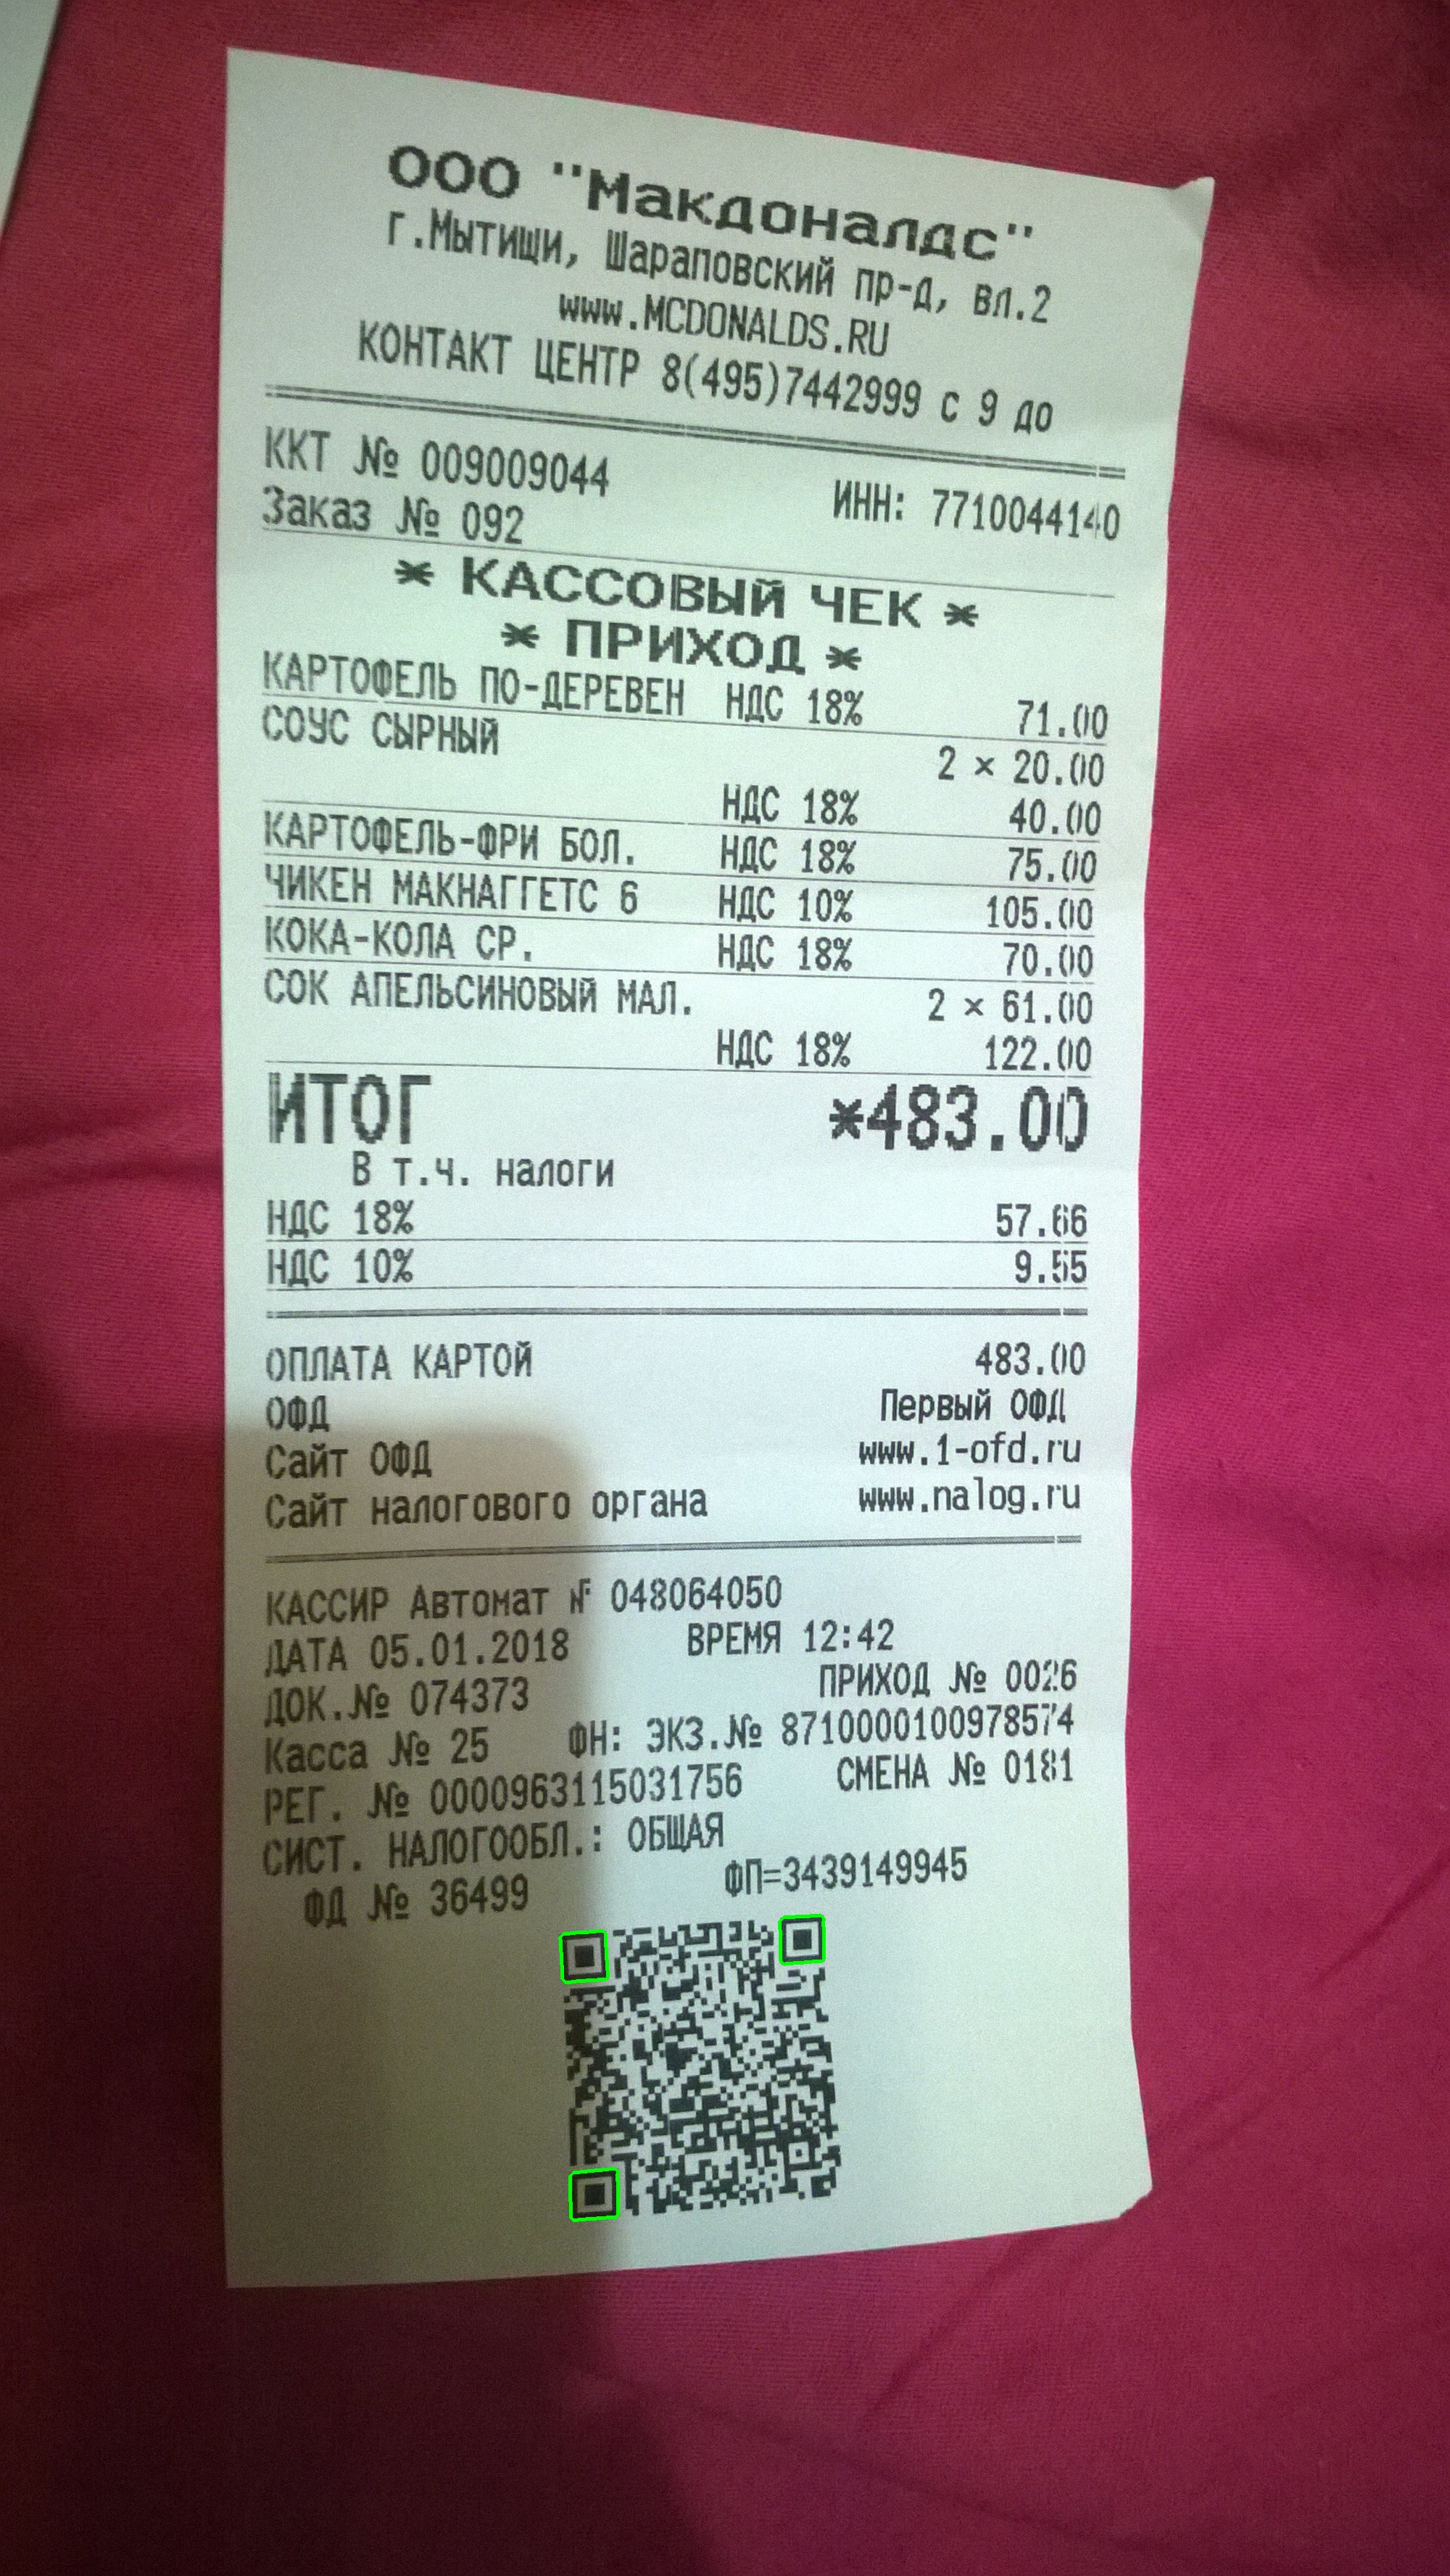 ООО "Макдоналдс"
г.Мытищи, Шараповский пр-д, вл.2
www.MCDONALDS.RU
КОНТАКТ ЦЕНТР 8(495)7442999 с 9 до
ККТ № 009009044 ИНН: 7710044140
Заказ № 092
* КАССОВЫЙ ЧЕК *
* ПРИХОД *
КАРТОФЕЛЬ ПО-ДЕРЕВЕН НДС 18% 71.00
СОУС СЫРНЫЙ
2 × 20.00
НДС 18% 40.00
КАРТОФЕЛЬ-ФРИ БОЛ. НДС 18% 75.00
ЧИКЕН МАКНАГГЕТС 6 НДС 10% 105.00
КОКА-КОЛА СР. НДС 18% 70.00
СОК АПЕЛЬСИНОВЫЙ МАЛ. 2 × 61.00
НДС 18% 122.00
ИТОГ *483.00
В т.ч. налоги
НДС 18% 57.66
НДС 10% 9.55
ОПЛАТА КАРТОЙ 483.00
ОФД Первый ОФД
Сайт ОФД www.1-ofd.ru
Сайт налогового органа www.nalog.ru
КАССИР Автомат № 048064050
ДАТА 05.01.2018 ВРЕМЯ 12:42
ДОК.№ 074373 ПРИХОД № 0026
Касса № 25 ФН: ЭКЗ.№ 8710000100978574
РЕГ. № 0000963115031756 СМЕНА № 0181
СИСТ. НАЛОГООБЛ.: ОБЩАЯ
ФД № 36499 ФП=3439149945